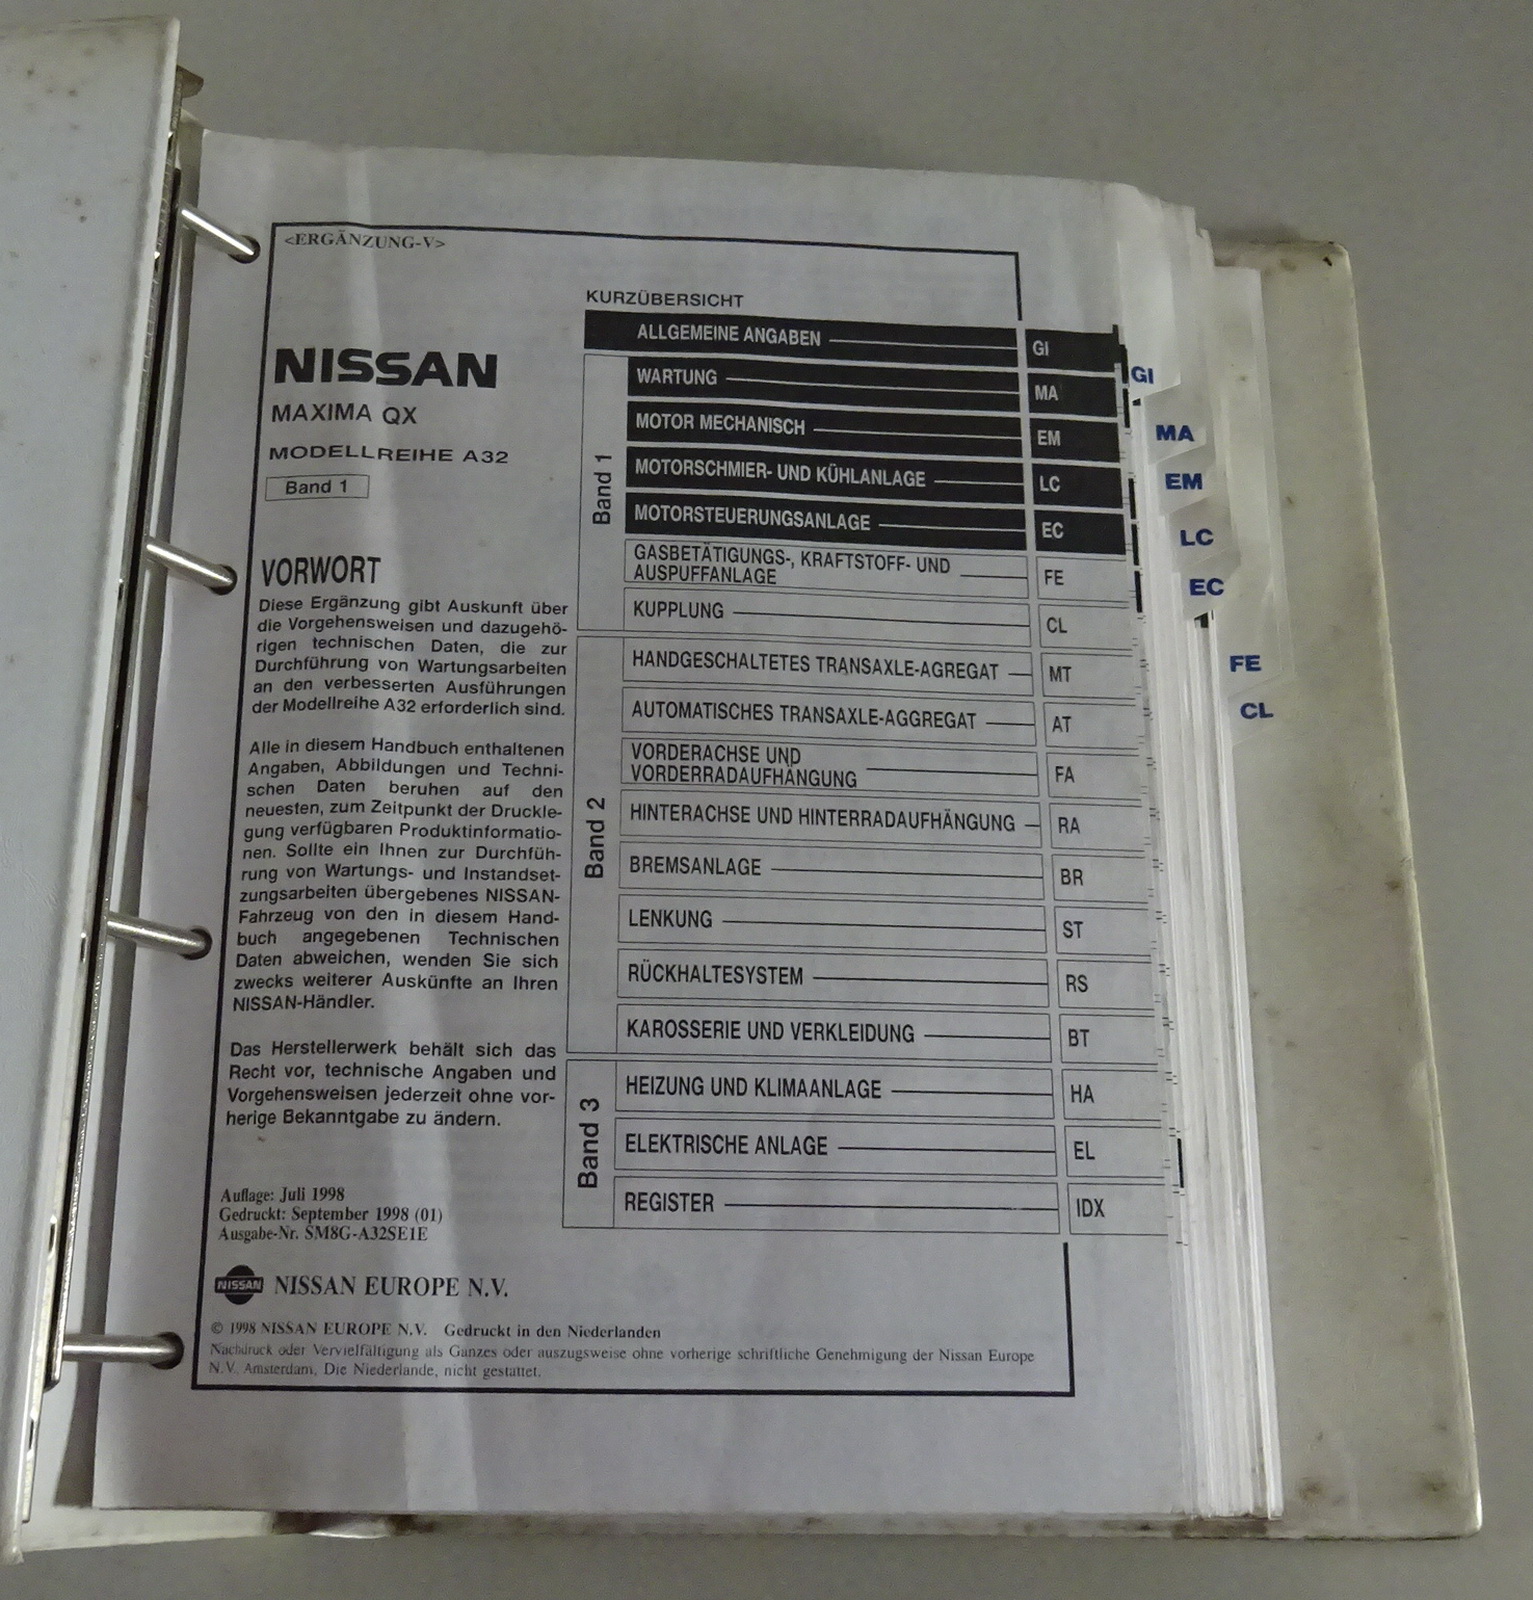 <ERGÄNZUNG-V>
NISSAN
MAXIMA QX
MODELLREIHE A32
Band 1
VORWORT
Diese Ergänzung gibt Auskunft über
die Vorgehensweisen und dazugehö-
rigen technischen Daten, die zur
Durchführung von Wartungsarbeiten
an den verbesserten Ausführungen
der Modellreihe A32 erforderlich sind.
Alle in diesem Handbuch enthaltenen
Angaben, Abbildungen und Techni-
schen Daten beruhen auf den
neuesten, zum Zeitpunkt der Druckle-
gung verfügbaren Produktinformatio-
nen. Sollte ein Ihnen zur Durchfüh-
rung von Wartungs- und Instandset-
zungsarbeiten übergebenes NISSAN-
Fahrzeug von den in diesem Hand-
buch angegebenen Technischen
Daten abweichen, wenden Sie sich
zwecks weiterer Auskünfte an Ihren
NISSAN-Händler.
Das Herstellerwerk behält sich das
Recht vor, technische Angaben und
Vorgehensweisen jederzeit ohne vor-
herige Bekanntgabe zu ändern.
Auflage: Juli 1998
Gedruckt: September 1998 (01)
Ausgabe-Nr. SM8G-A32SE1E
KURZÜBERSICHT
ALLGEMEINE ANGABEN GI
Band 1
WARTUNG MA
MOTOR MECHANISCH EM
MOTORSCHMIER- UND KÜHLANLAGE LC
MOTORSTEUERUNGSANLAGE EC
GASBETÄTIGUNGS-, KRAFTSTOFF- UND
AUSPUFFANLAGE FE
KUPPLUNG CL
Band 2
HANDGESCHALTETES TRANSAXLE-AGREGAT MT
AUTOMATISCHES TRANSAXLE-AGGREGAT AT
VORDERACHSE UND
VORDERRADAUFHÄNGUNG FA
HINTERACHSE UND HINTERRADAUFHÄNGUNG RA
BREMSANLAGE BR
LENKUNG ST
RÜCKHALTESYSTEM RS
KAROSSERIE UND VERKLEIDUNG BT
Band 3
HEIZUNG UND KLIMAANLAGE HA
ELEKTRISCHE ANLAGE EL
REGISTER IDX
NISSAN NISSAN EUROPE N.V.
© 1998 NISSAN EUROPE N.V. Gedruckt in den Niederlanden
Nachdruck oder Vervielfältigung als Ganzes oder auszugsweise ohne vorherige schriftliche Genehmigung der Nissan Europe
N.V. Amsterdam, Die Niederlande, nicht gestattet.
GI
MA
EM
LC
EC
FE
CL